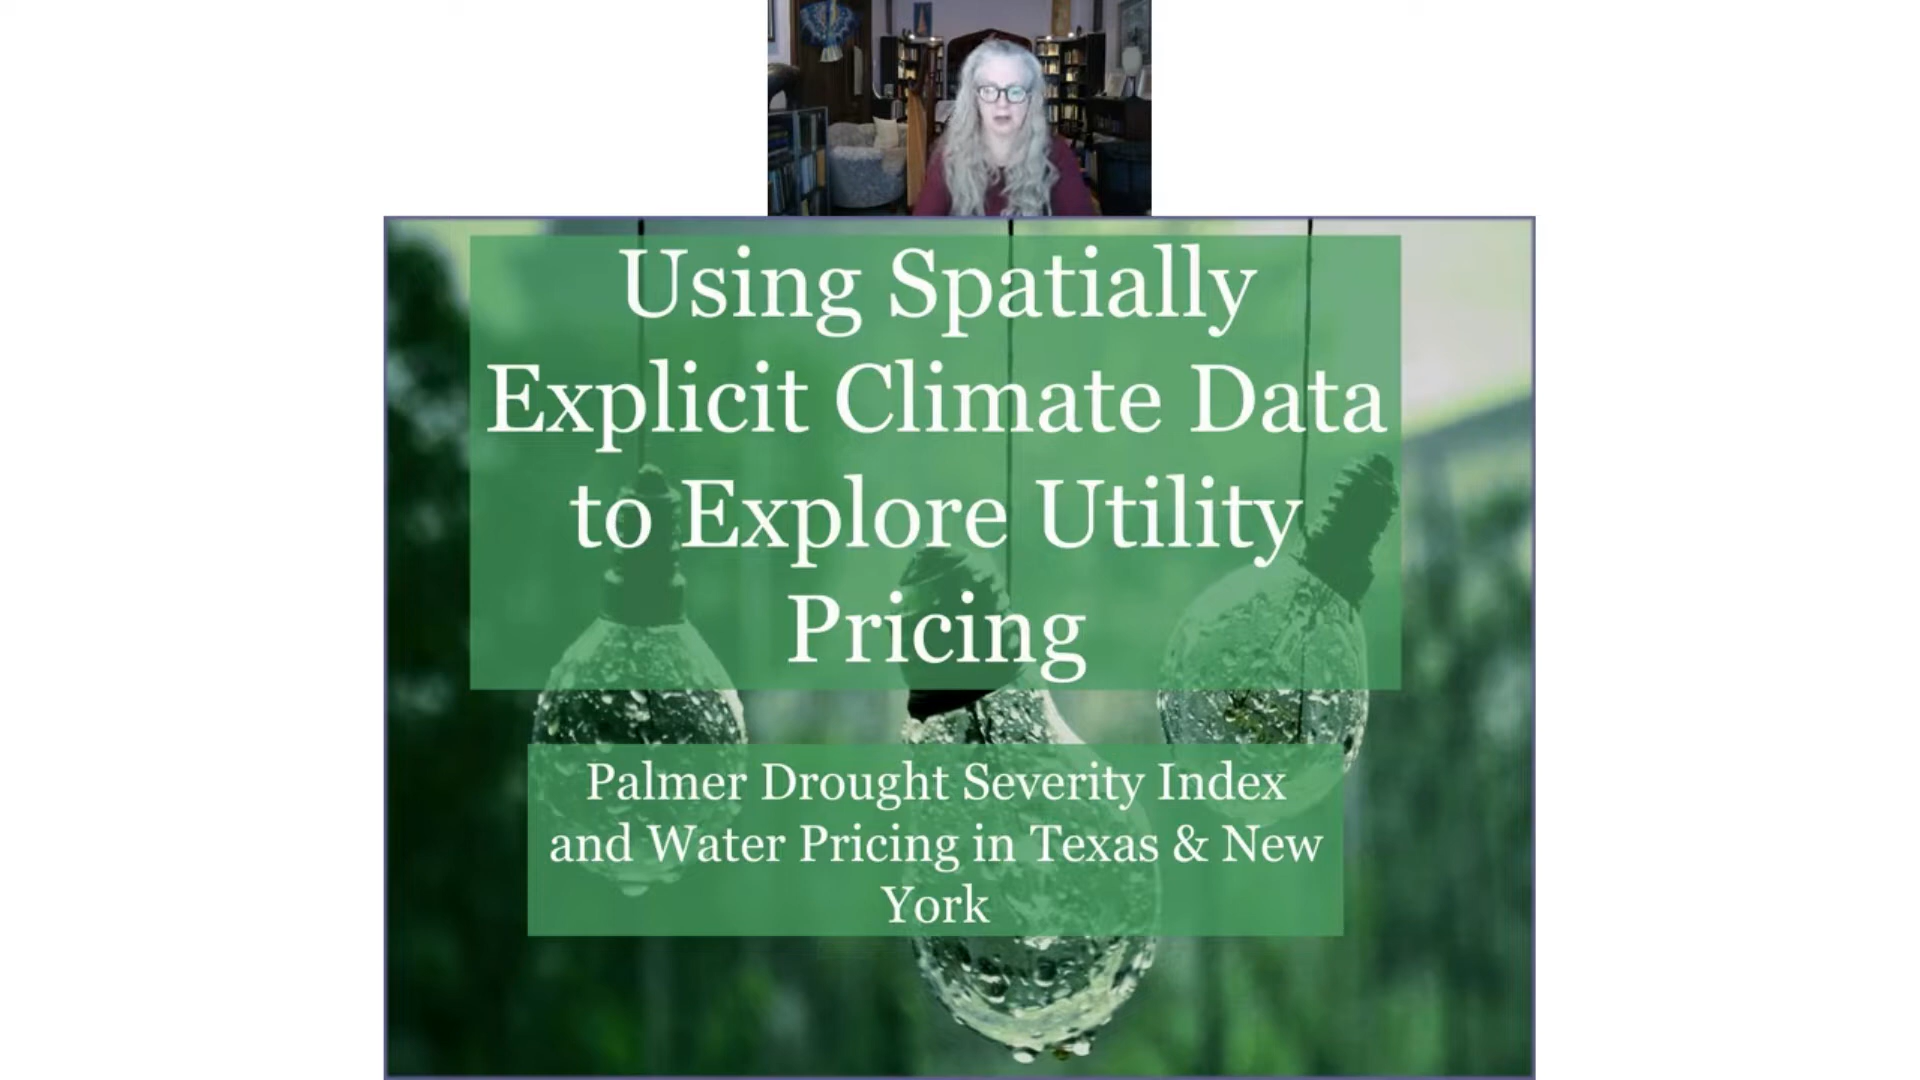 Using Spatially
Explicit Climate Data
to Explore Utility
Pricing
Palmer Drought Severity Index
and Water Pricing in Texas & New
York